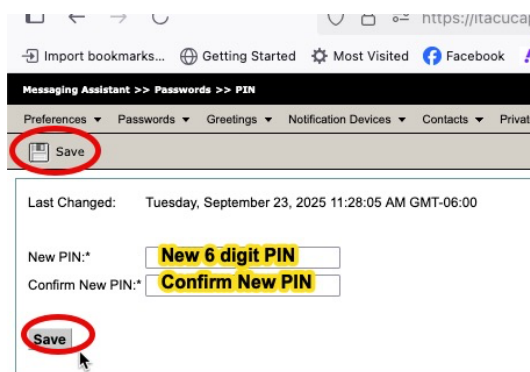 https://itacuca
Import bookmarks... Getting Started Most Visited Facebook
Messaging Assistant >> Passwords >> PIN
Preferences Passwords Greetings Notification Devices Contacts Privat
Save
Last Changed: Tuesday, September 23, 2025 11:28:05 AM GMT-06:00
New PIN:* New 6 digit PIN
Confirm New PIN:* Confirm New PIN
Save